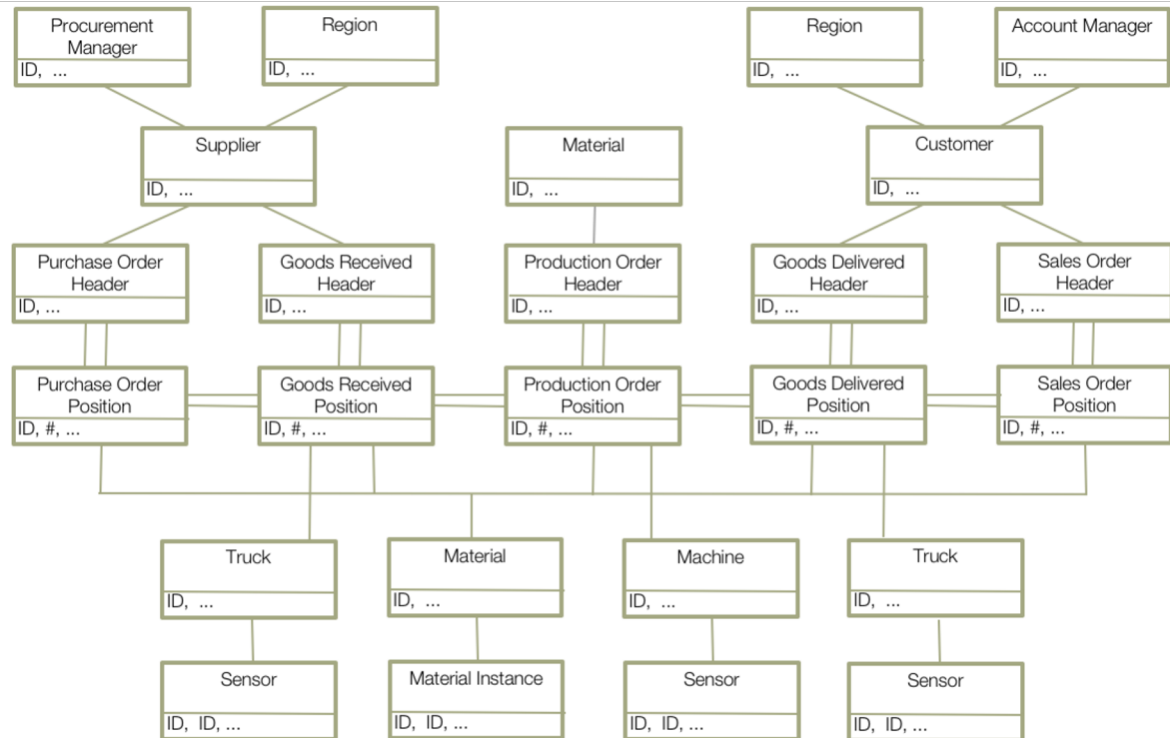 Procurement
Manager
ID, ...
Region
ID, ...
Region
ID, ...
Account Manager
ID, ...
Supplier
ID, ...
Material
ID, ...
Customer
ID, ...
Purchase Order
Header
ID, ...
Goods Received
Header
ID, ...
Production Order
Header
ID, ...
Goods Delivered
Header
ID, ...
Sales Order
Header
ID, ...
Purchase Order
Position
ID, #, ...
Goods Received
Position
ID, #, ...
Production Order
Position
ID, #, ...
Goods Delivered
Position
ID, #, ...
Sales Order
Position
ID, #, ...
Truck
ID, ...
Material
ID, ...
Machine
ID, ...
Truck
ID, ...
Sensor
ID, ID, ...
Material Instance
ID, ID, ...
Sensor
ID, ID, ...
Sensor
ID, ID, ...